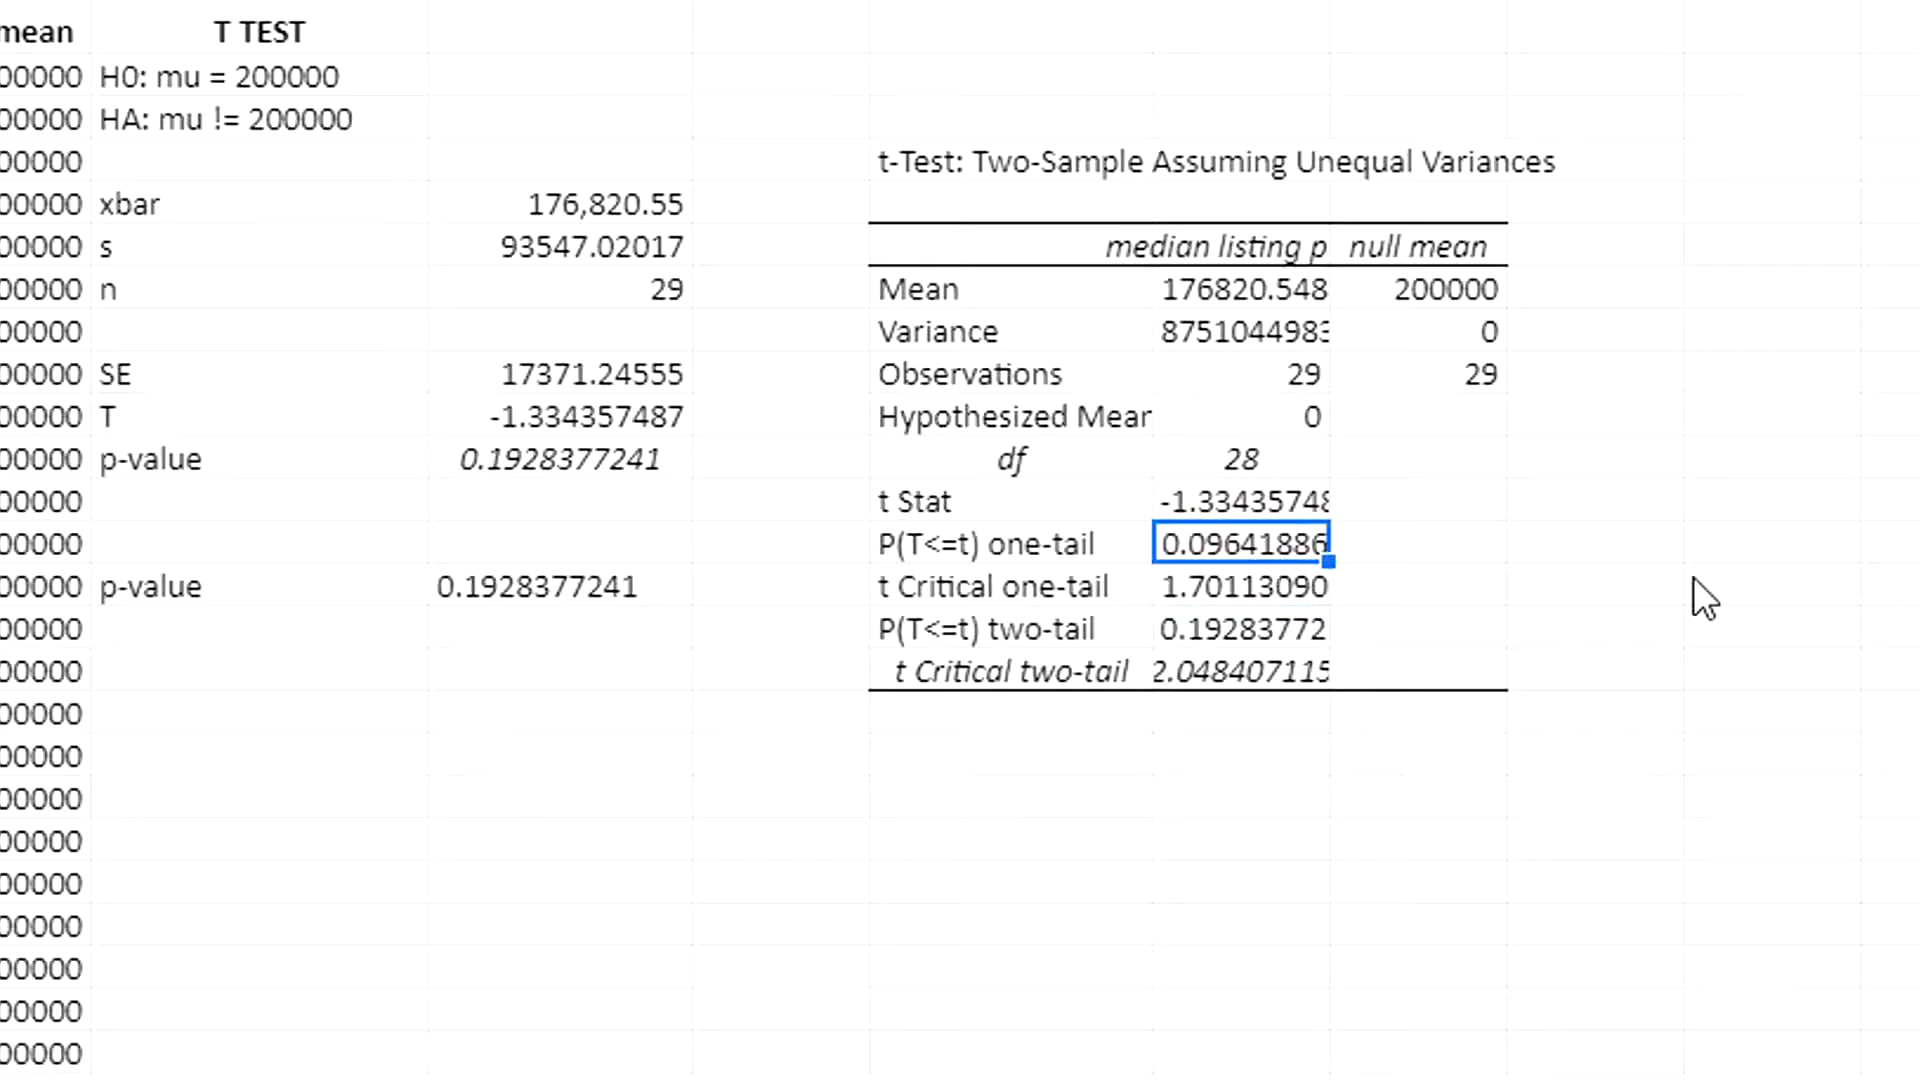 mean T TEST
00000 H0: mu = 200000
00000 HA: mu != 200000
00000 t-Test: Two-Sample Assuming Unequal Variances
00000 xbar 176,820.55
00000 s 93547.02017 median listing p null mean
00000 n 29 Mean 176820.548 200000
00000 Variance 8751044983 0
00000 SE 17371.24555 Observations 29 29
00000 T -1.334357487 Hypothesized Mean 0
00000 p-value 0.1928377241 df 28
00000 t Stat -1.33435748
00000 P(T<=t) one-tail 0.09641886
00000 p-value 0.1928377241 t Critical one-tail 1.70113090
00000 P(T<=t) two-tail 0.19283772
00000 t Critical two-tail 2.048407115
00000
00000
00000
00000
00000
00000
00000
00000
00000